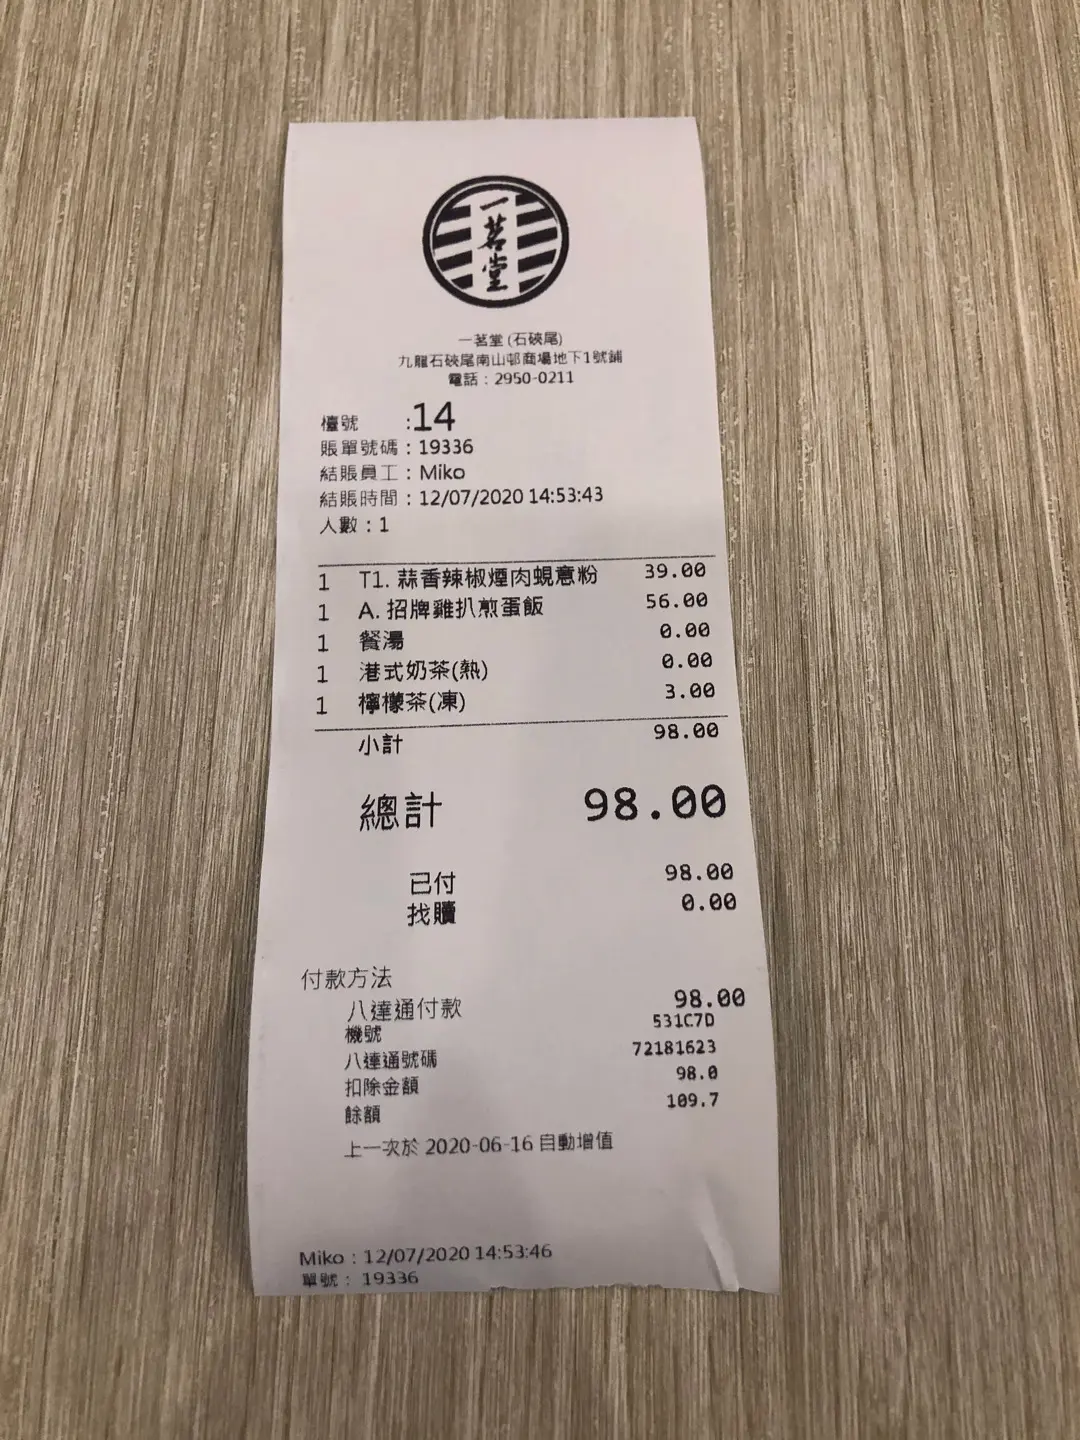 一茗堂
一茗堂 (石硤尾)
九龍石硤尾南山邨商場地下1號鋪
電話：2950-0211
檯號 :14
賬單號碼：19336
結賬員工：Miko
結賬時間：12/07/2020 14:53:43
人數：1
1 T1. 蒜香辣椒煙肉蜆意粉 39.00
1 A. 招牌雞扒煎蛋飯 56.00
1 餐湯 0.00
1 港式奶茶(熱) 0.00
1 檸檬茶(凍) 3.00
小計 98.00
總計 98.00
已付 98.00
找贖 0.00
付款方法
八達通付款 98.00
機號 531C7D
八達通號碼 72181623
扣除金額 98.0
餘額 109.7
上一次於 2020-06-16 自動增值
Miko：12/07/2020 14:53:46
單號：19336